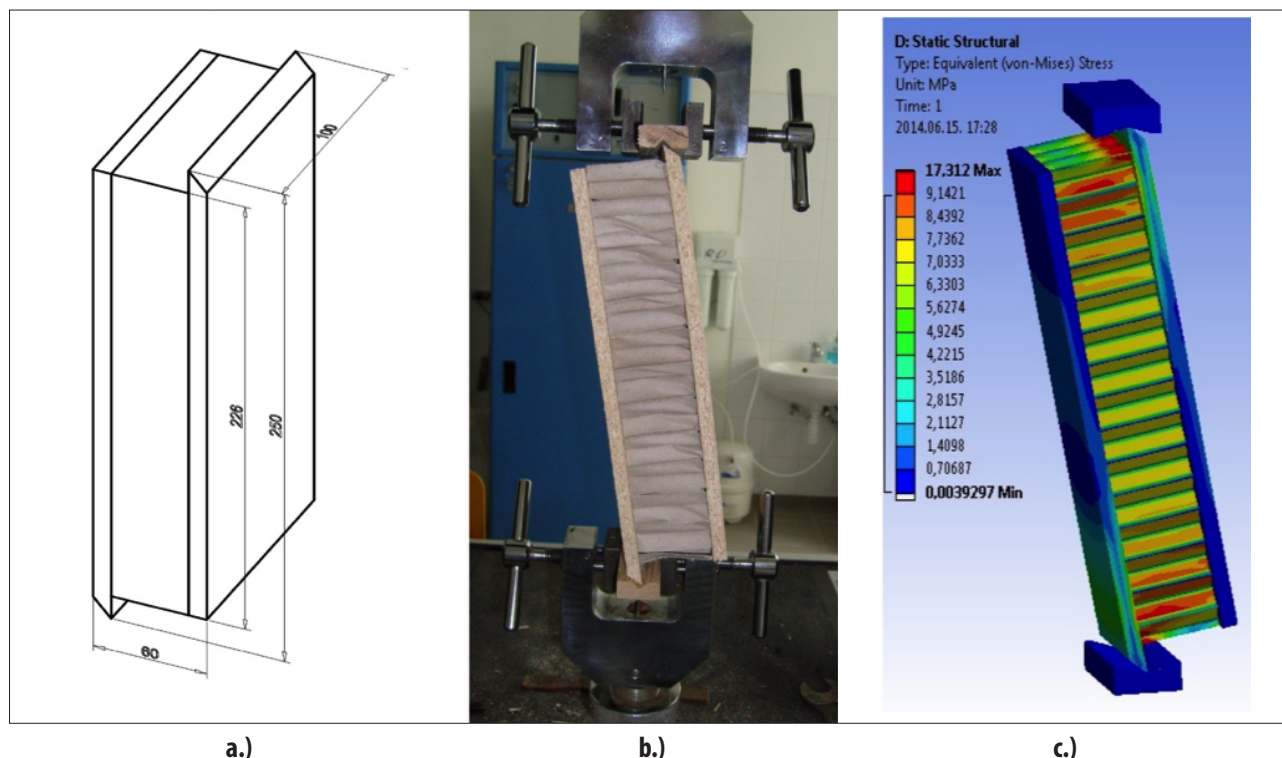 100
226
250
60
D: Static Structural
Type: Equivalent (von-Mises) Stress
Unit: MPa
Time: 1
2014.06.15. 17:28
17,312 Max
9,1421
8,4392
7,7362
7,0333
6,3303
5,6274
4,9245
4,2215
3,5186
2,8157
2,1127
1,4098
0,70687
0,0039297 Min
a.)
b.)
c.)